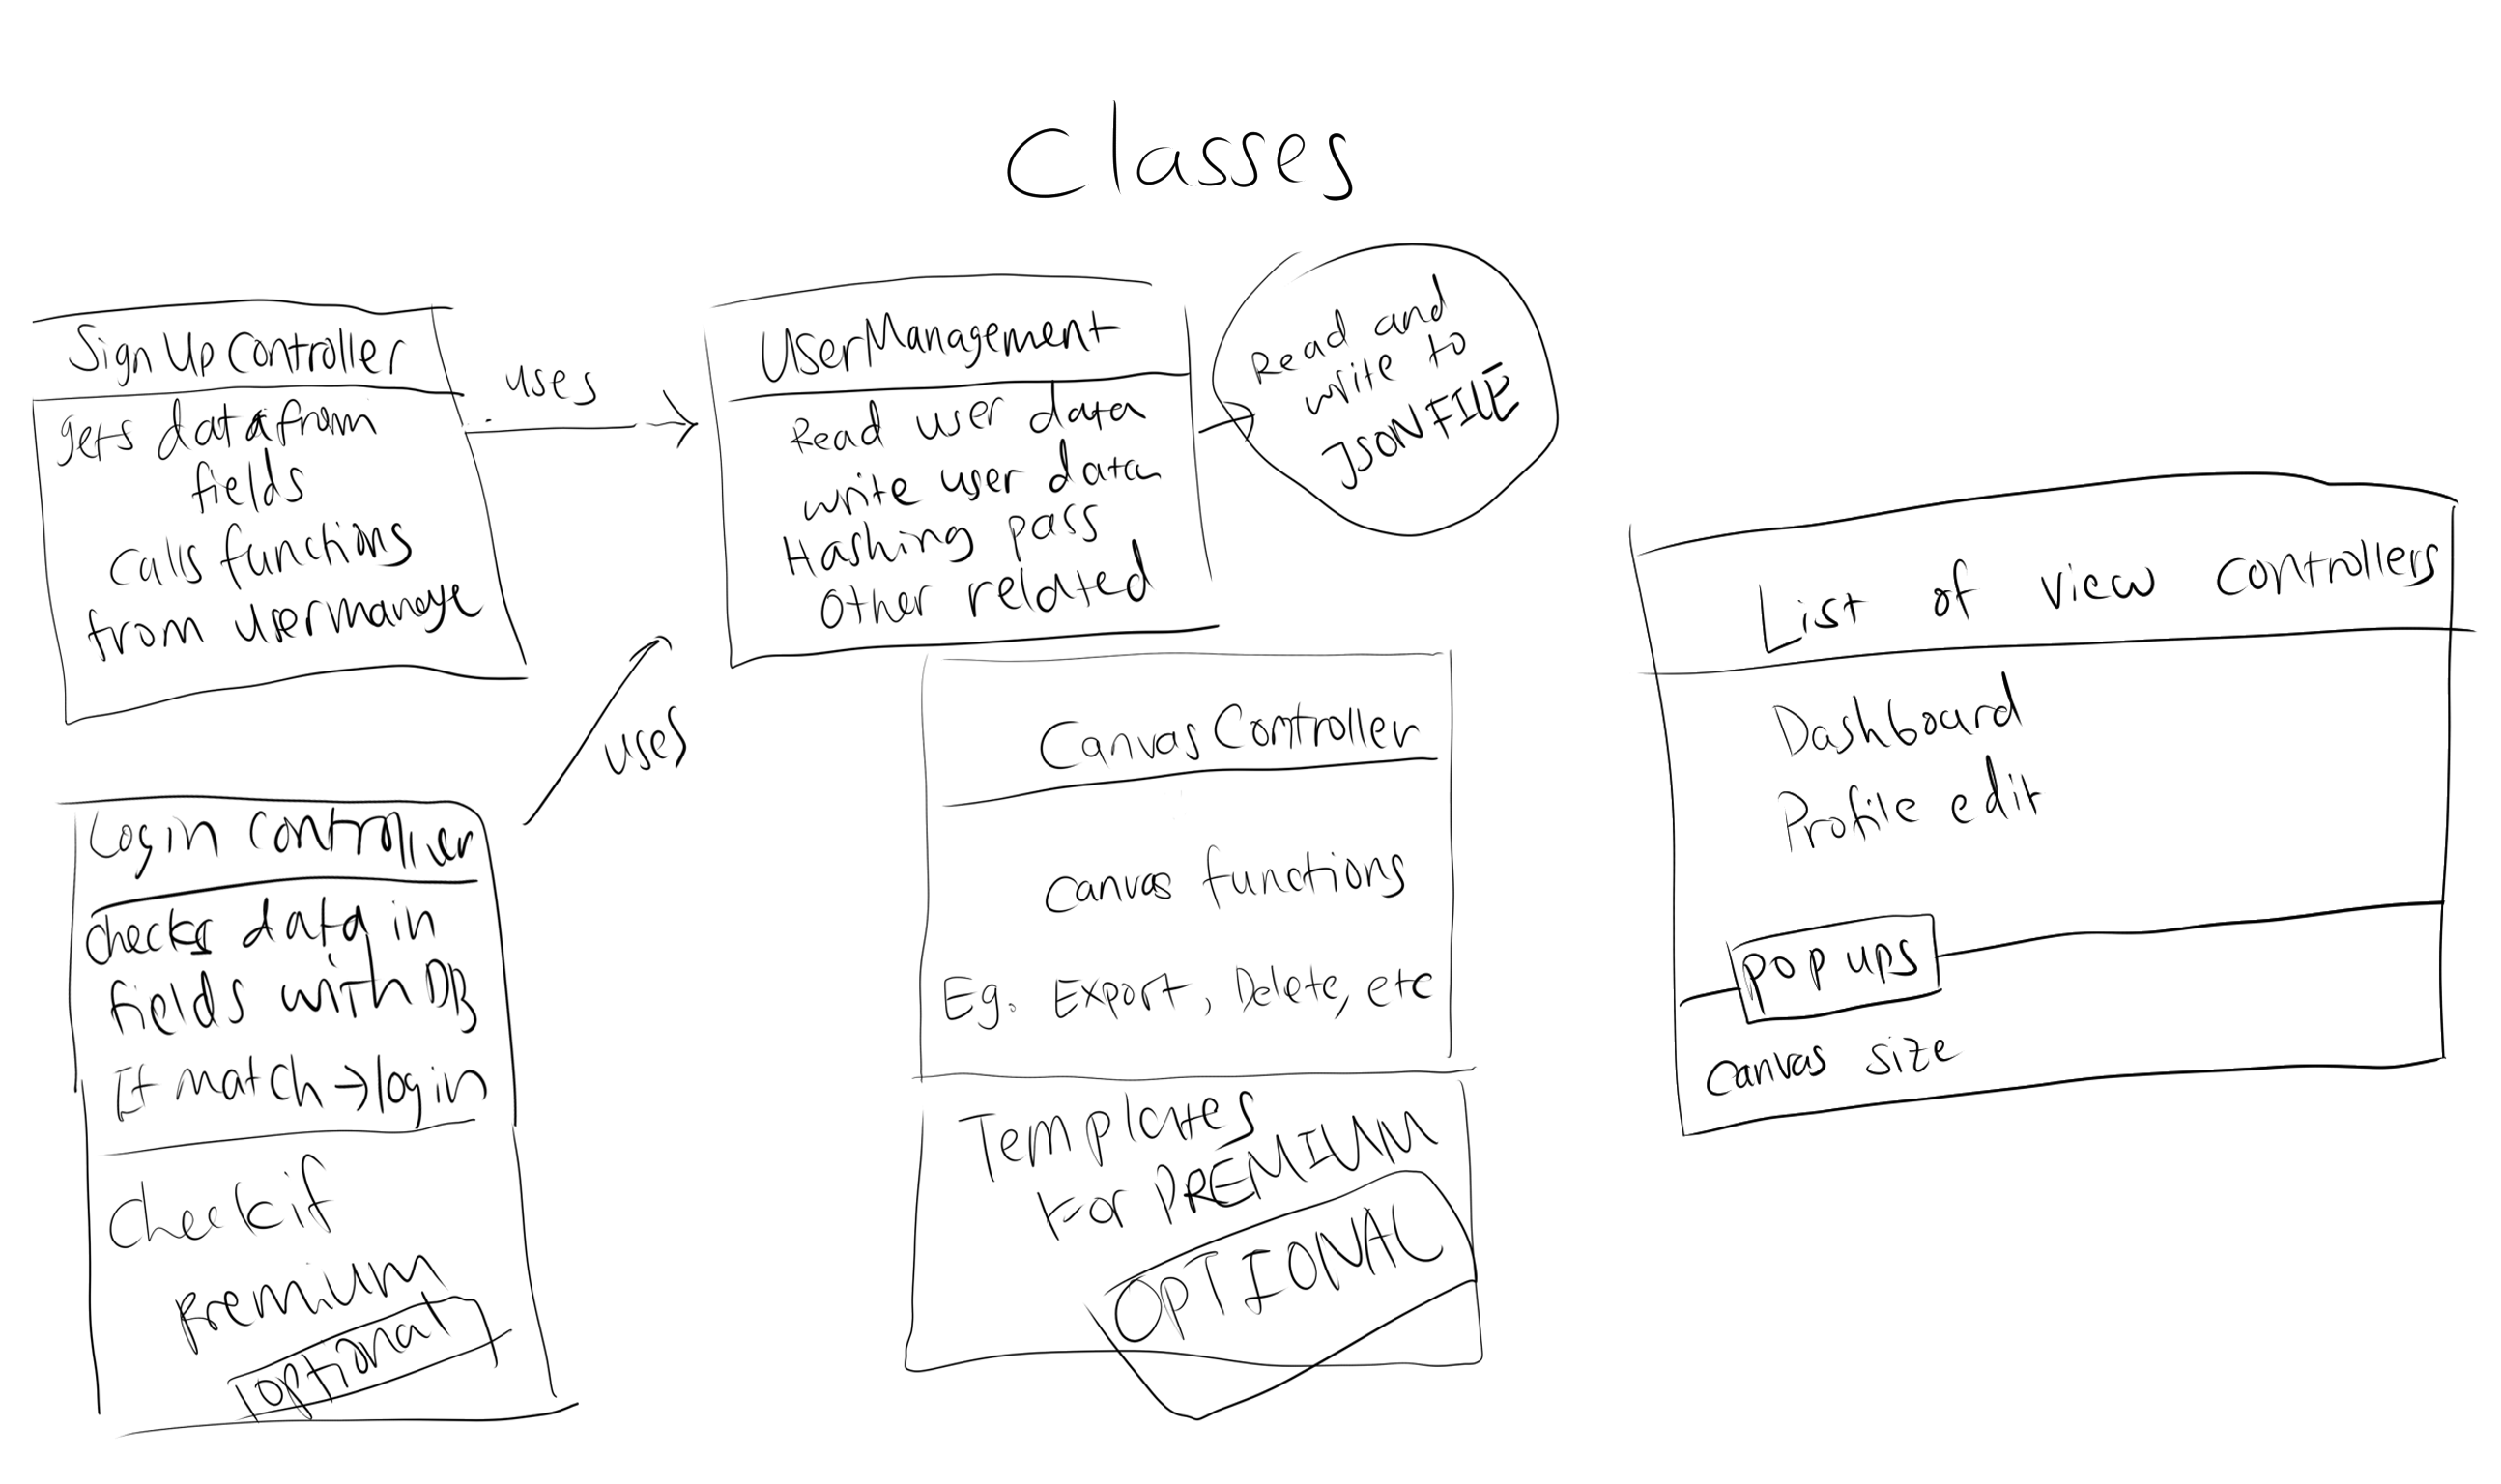 Classes
Sign Up Controller
gets data from
fields
Calls functions
from usermanage
uses
UserManagement
Read user data
write user data
Hashing pass
other related
Read and
write to
JSON FILE
uses
Login Controller
checks data in
fields with DB
If match → login
Check if
premium
optional
Canvas Controller
Canvas functions
Eg. Export, Delete, etc
Templates
For PREMIUM
OPTIONAL
List of view controllers
Dashboard
Profile edit
Pop ups
Canvas size